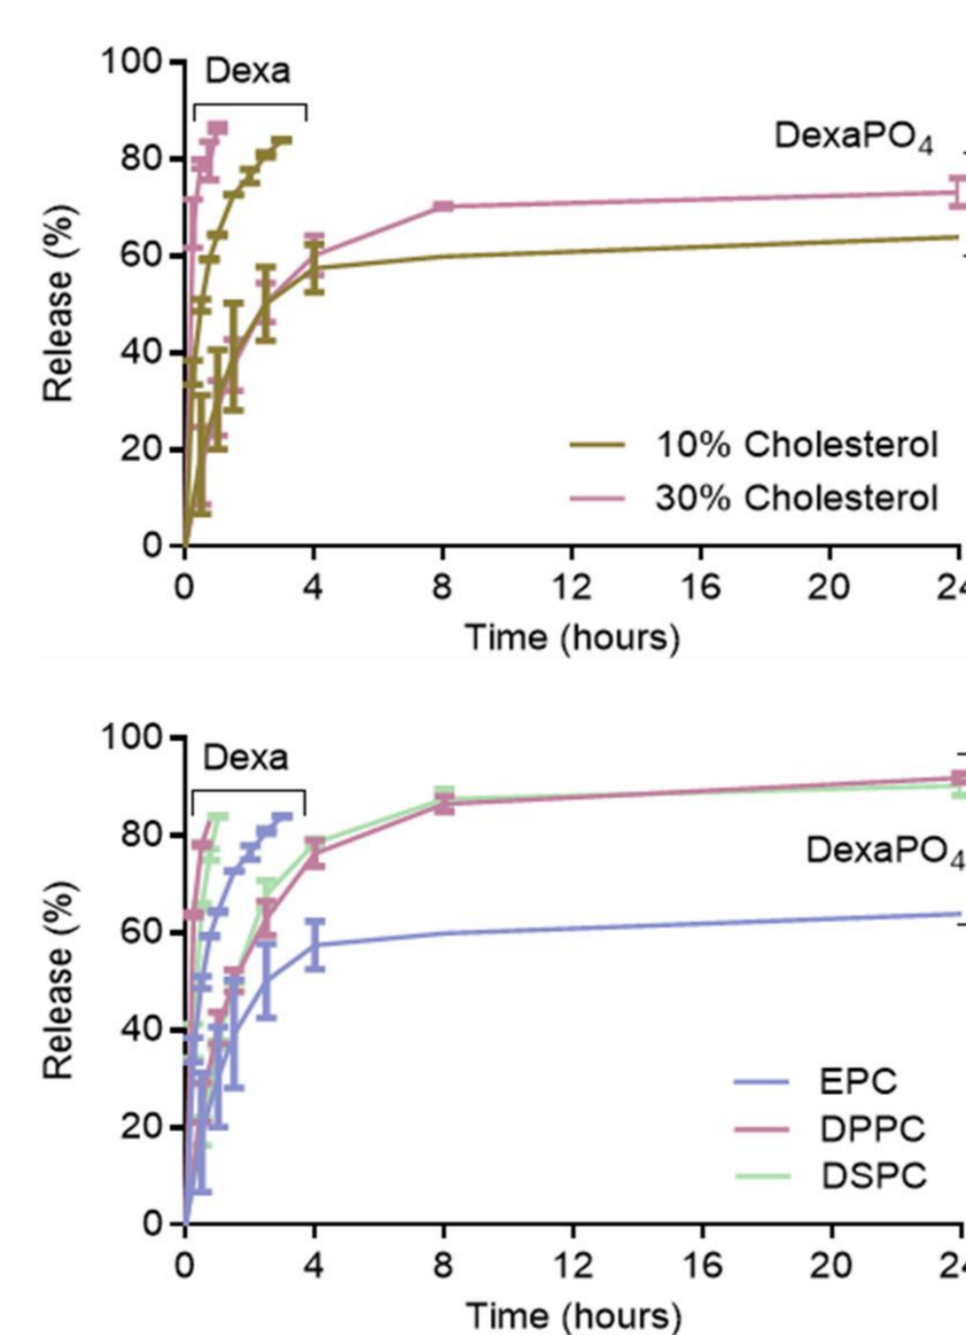 100
Dexa
DexaPO₄
80
60
40
20
0
Release (%)
10% Cholesterol
30% Cholesterol
0 4 8 12 16 20 24
Time (hours)
100
Dexa
80
DexaPO₄
60
40
20
0
Release (%)
EPC
DPPC
DSPC
0 4 8 12 16 20 24
Time (hours)